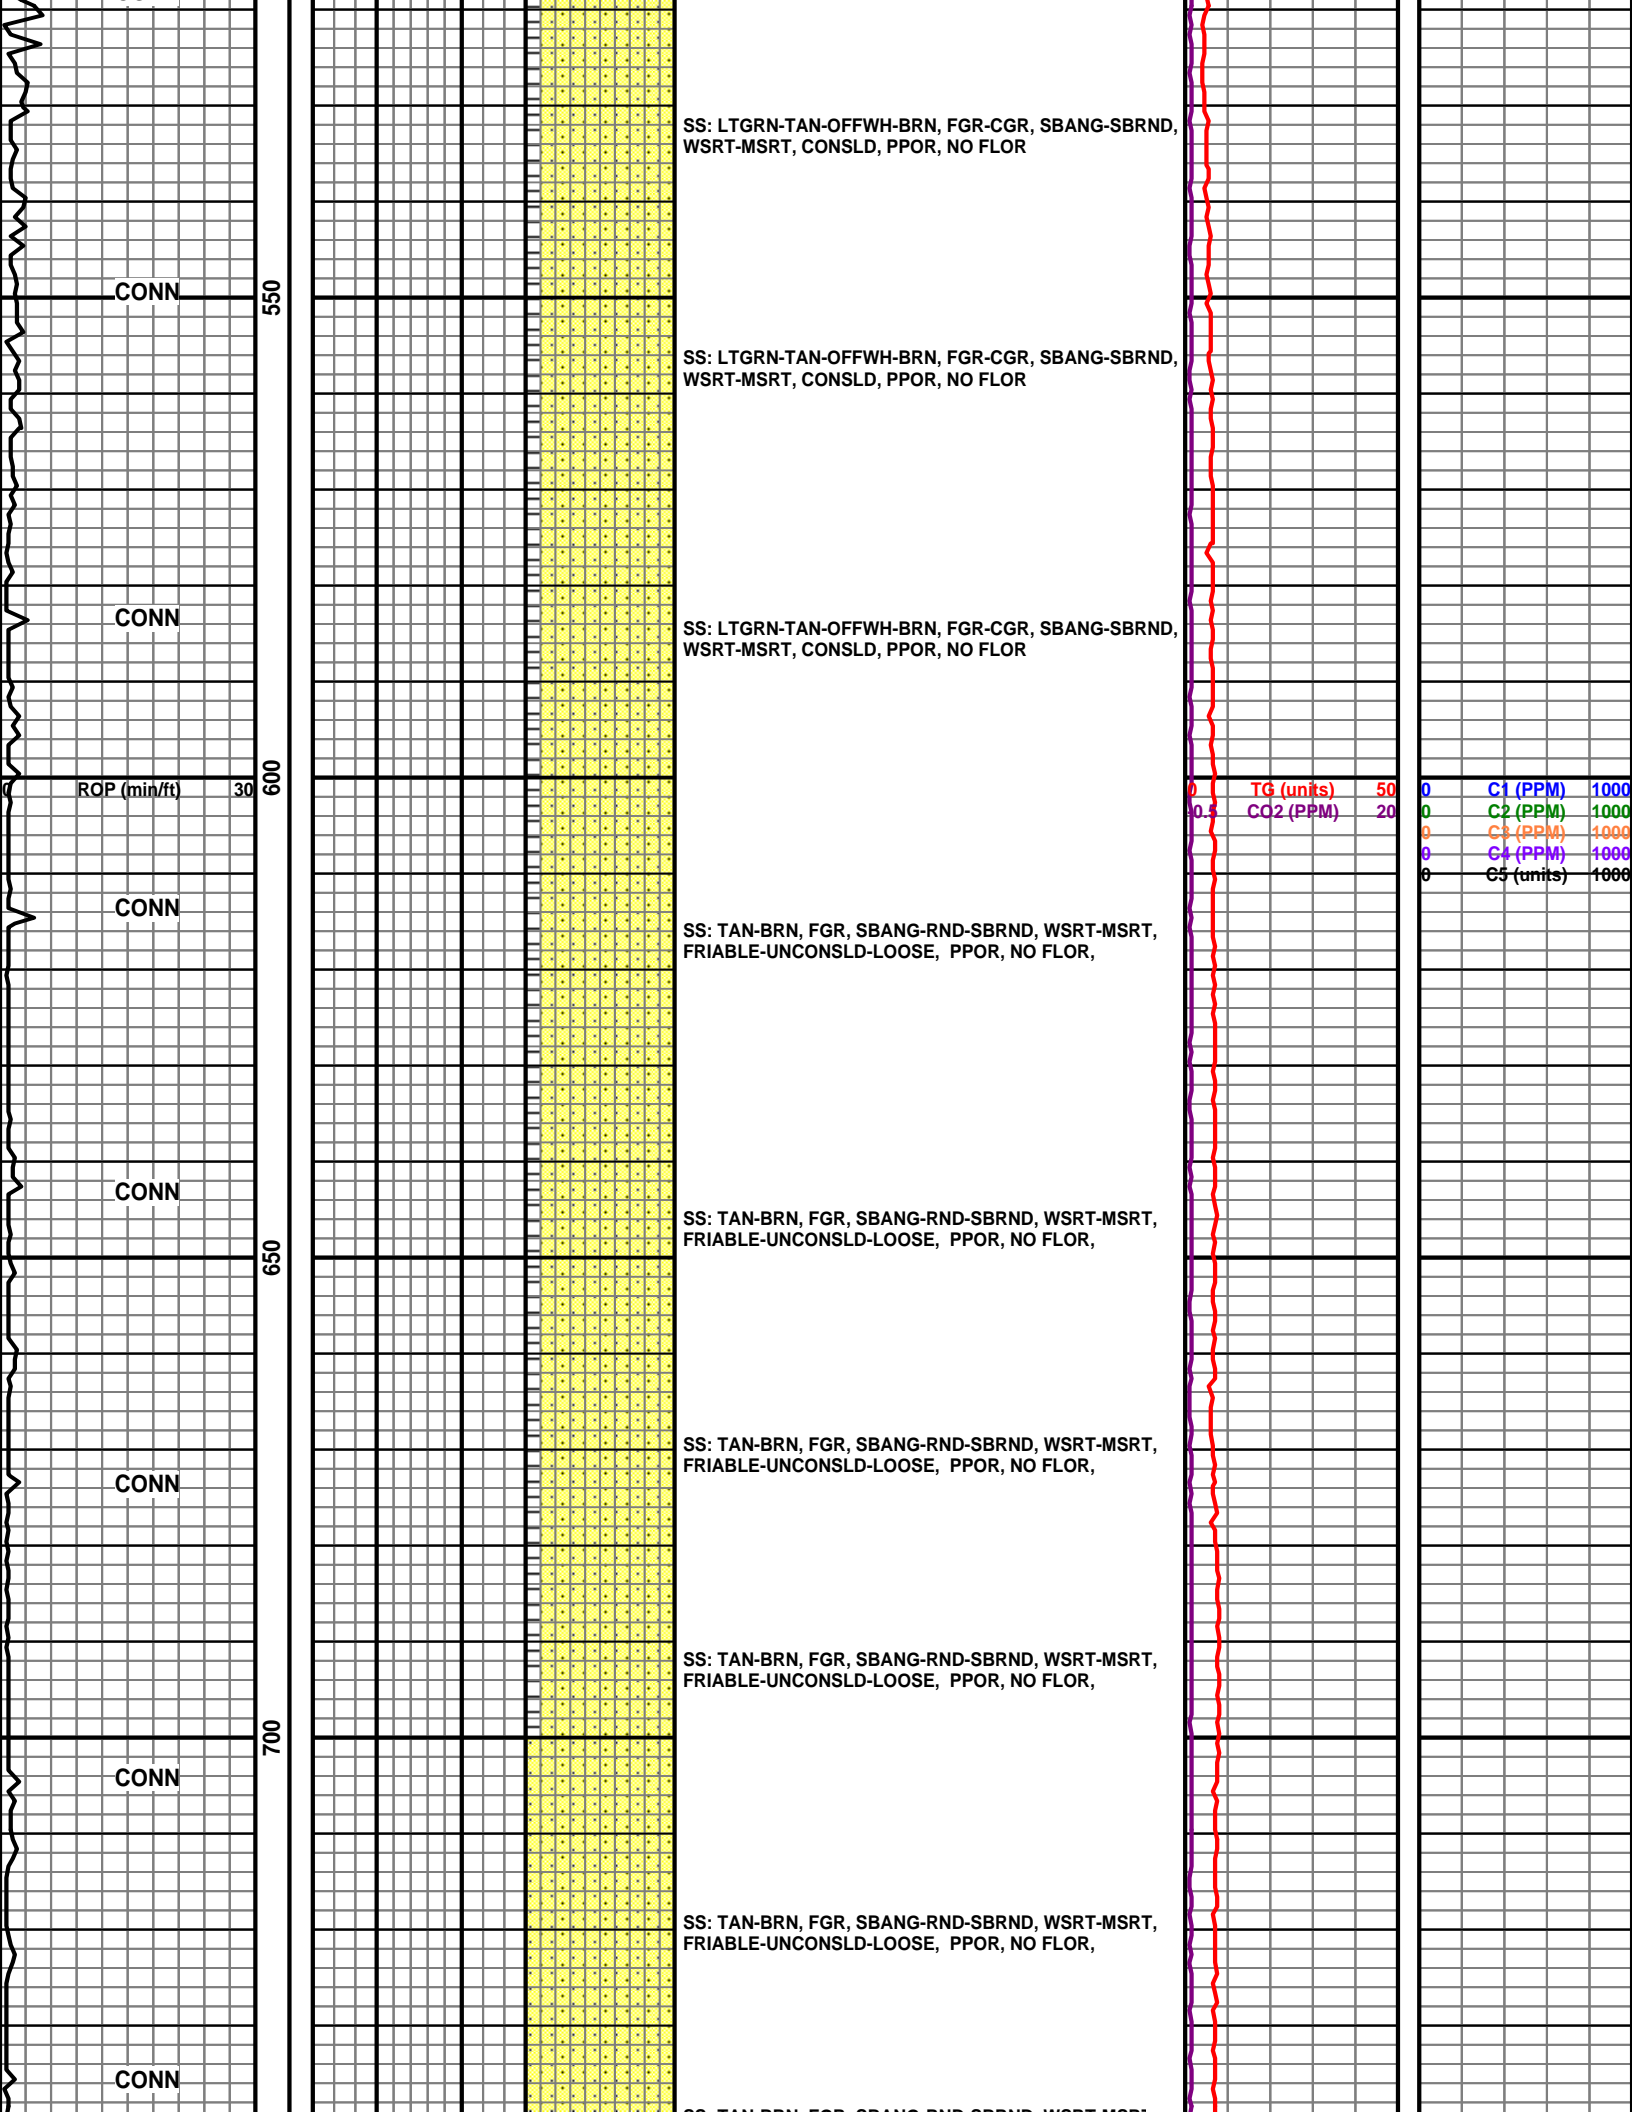 SS: LTGRN-TAN-OFFWH-BRN, FGR-CGR, SBANG-SBRND,
WSRT-MSRT, CONSLD, PPOR, NO FLOR
CONN
550
SS: LTGRN-TAN-OFFWH-BRN, FGR-CGR, SBANG-SBRND,
WSRT-MSRT, CONSLD, PPOR, NO FLOR
CONN
SS: LTGRN-TAN-OFFWH-BRN, FGR-CGR, SBANG-SBRND,
WSRT-MSRT, CONSLD, PPOR, NO FLOR
600
0 ROP (min/ft) 30
0 TG (units) 50
0.5 CO2 (PPM) 20
0 C1 (PPM) 1000
0 C2 (PPM) 1000
0 C3 (PPM) 1000
0 C4 (PPM) 1000
0 C5 (units) 1000
CONN
SS: TAN-BRN, FGR, SBANG-RND-SBRND, WSRT-MSRT,
FRIABLE-UNCONSLD-LOOSE, PPOR, NO FLOR,
CONN
SS: TAN-BRN, FGR, SBANG-RND-SBRND, WSRT-MSRT,
FRIABLE-UNCONSLD-LOOSE, PPOR, NO FLOR,
650
SS: TAN-BRN, FGR, SBANG-RND-SBRND, WSRT-MSRT,
FRIABLE-UNCONSLD-LOOSE, PPOR, NO FLOR,
CONN
SS: TAN-BRN, FGR, SBANG-RND-SBRND, WSRT-MSRT,
FRIABLE-UNCONSLD-LOOSE, PPOR, NO FLOR,
700
CONN
SS: TAN-BRN, FGR, SBANG-RND-SBRND, WSRT-MSRT,
FRIABLE-UNCONSLD-LOOSE, PPOR, NO FLOR,
CONN